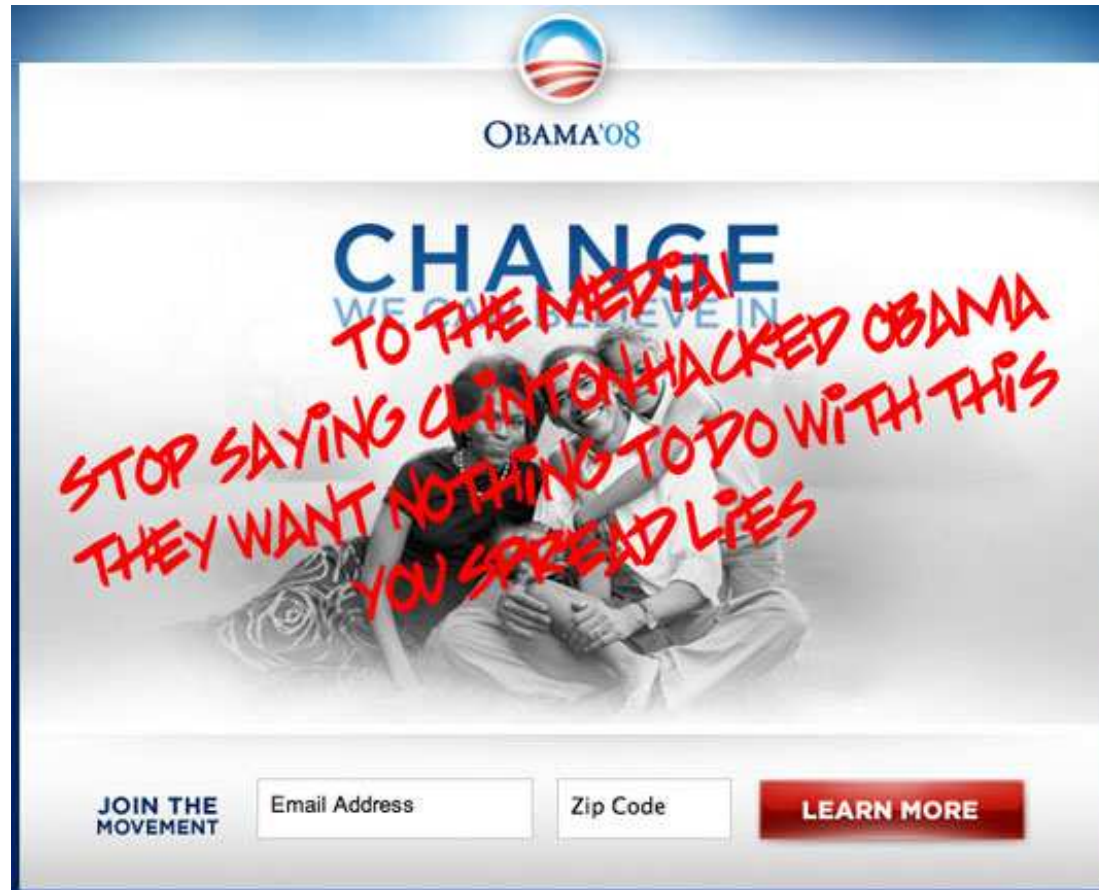 OBAMA'08
CHANGE
WE CAN BELIEVE IN
TO THE MEDIA!
STOP SAYING CLINTON HACKED OBAMA
THEY WANT NOTHING TO DO WITH THIS
YOU SPREAD LIES
JOIN THE
MOVEMENT
Email Address
Zip Code
LEARN MORE